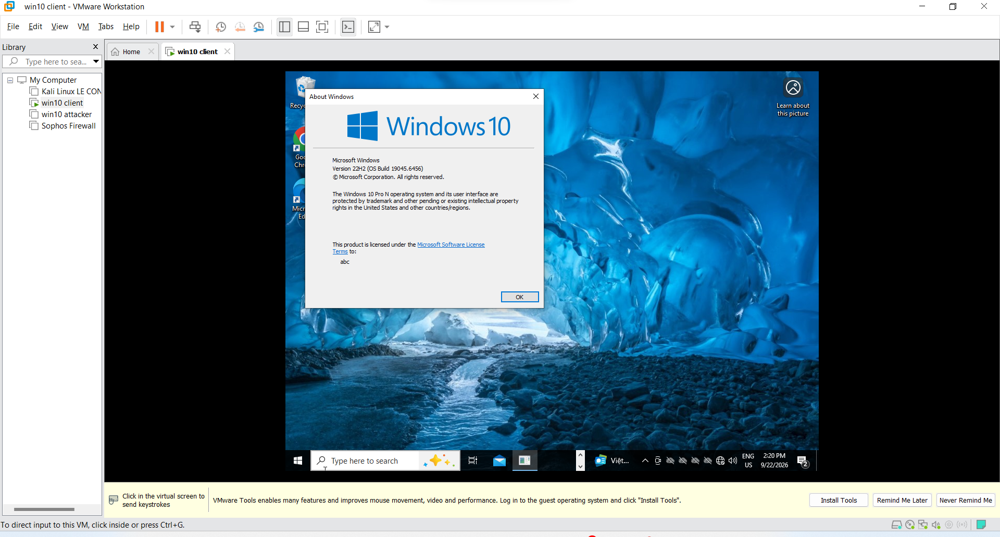 win10 client - VMware Workstation
File Edit View VM Tabs Help
Library
Type here to sea...
My Computer
Kali Linux LE CON
win10 client
win10 attacker
Sophos Firewall
Home
win10 client
Recyc
Goo
Chr
Micr
Ed
Learn about
this picture
About Windows
Windows 10
Microsoft Windows
Version 22H2 (OS Build 19045.6456)
© Microsoft Corporation. All rights reserved.
The Windows 10 Pro N operating system and its user interface are
protected by trademark and other pending or existing intellectual property
rights in the United States and other countries/regions.
This product is licensed under the Microsoft Software License
Terms to:
abc
OK
Type here to search
Việt...
ENG
US
2:20 PM
9/22/2026
2
Click in the virtual screen to
send keystrokes
VMware Tools enables many features and improves mouse movement, video and performance. Log in to the guest operating system and click "Install Tools".
Install Tools
Remind Me Later
Never Remind Me
To direct input to this VM, click inside or press Ctrl+G.